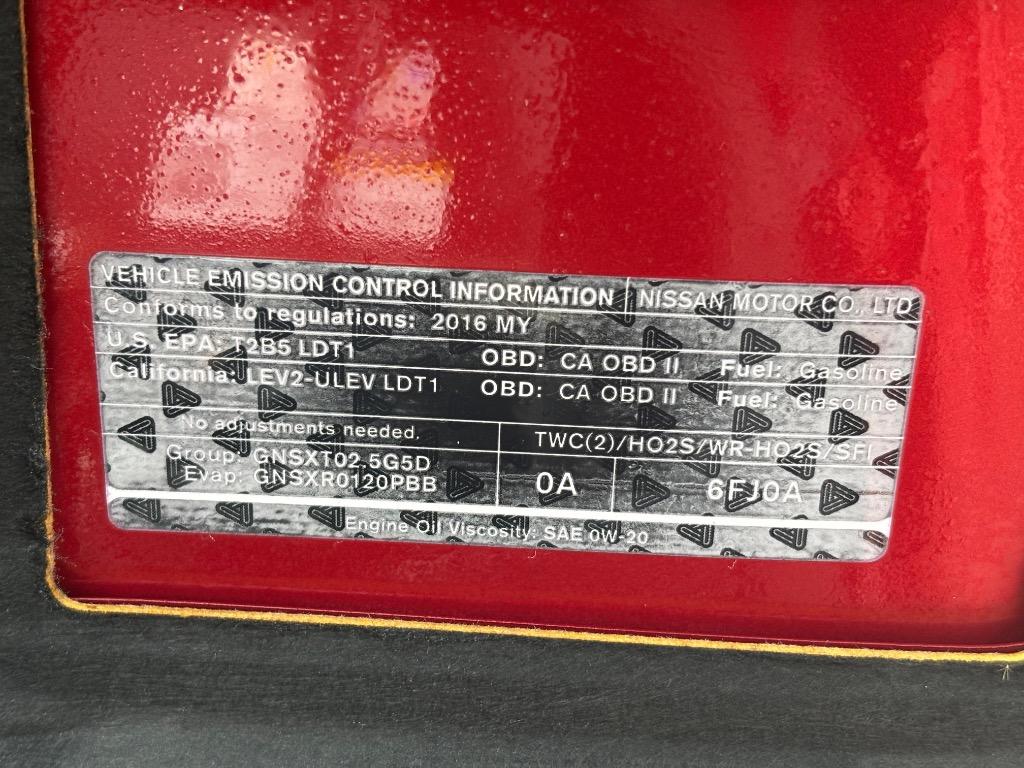 VEHICLE EMISSION CONTROL INFORMATION NISSAN MOTOR CO., LTD
Conforms to regulations: 2016 MY
U.S. EPA: T2B5 LDT1 OBD: CA OBD II Fuel: Gasoline
California: LEV2-ULEV LDT1 OBD: CA OBD II Fuel: Gasoline
No adjustments needed. TWC(2)/HO2S/WR-HO2S/SFI
Group: GNSXT02.5G5D
Evap: GNSXR0120PBB 0A 6FJ0A
Engine Oil Viscosity: SAE 0W-20